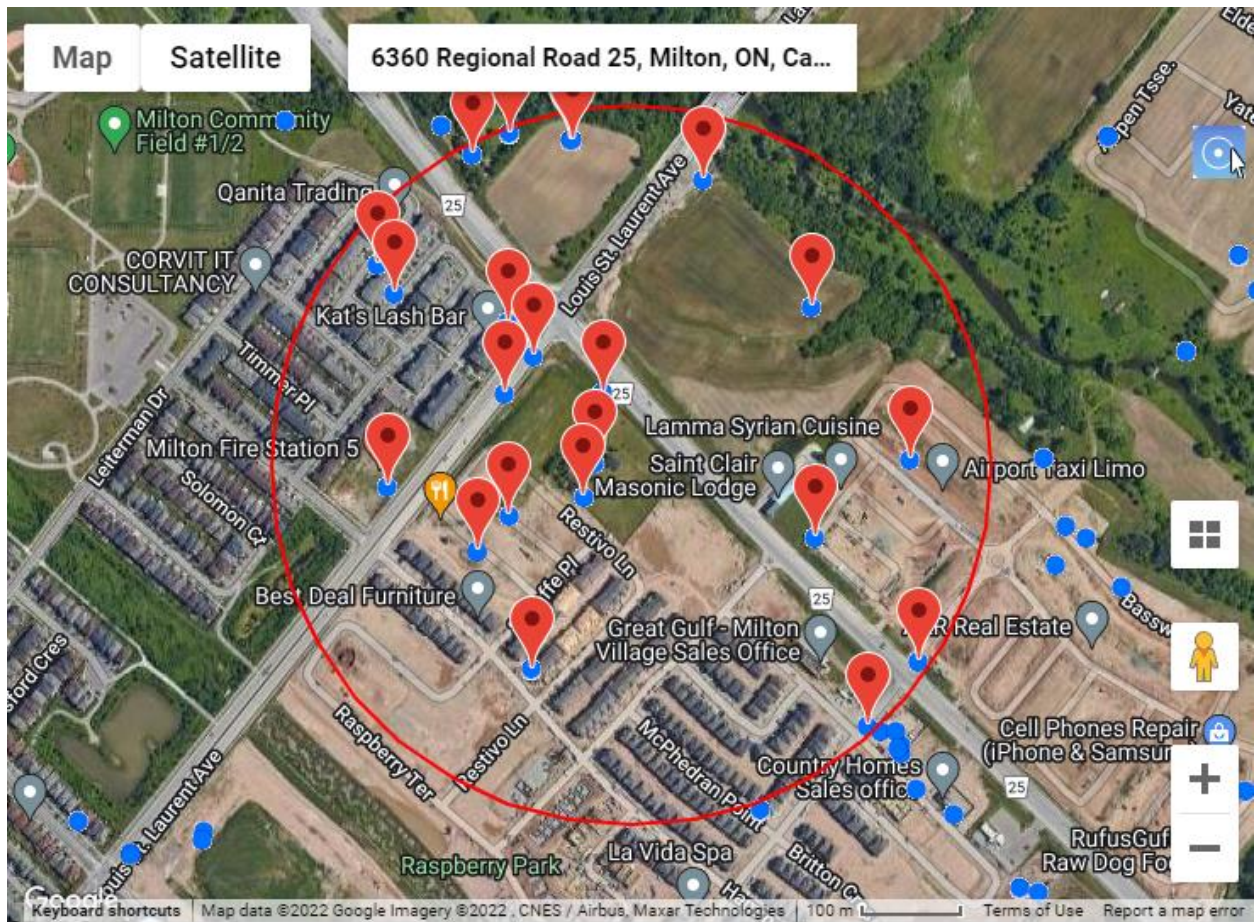 Map
Satellite
6360 Regional Road 25, Milton, ON, Ca...
Milton Community
Field #1/2
Qanita Trading
25
Louis St. Laurent Ave
CORVIT IT
CONSULTANCY
Kat's Lash Bar
Timmer Pl
25
Leiterman Dr
Milton Fire Station 5
Solomon Ct
Lamma Syrian Cuisine
Saint Clair
Masonic Lodge
Airport Taxi Limo
Restivo Ln
Best Deal Furniture
25
Great Gulf - Milton
Village Sales Office
Real Estate
Raspberry Ter
Restivo Ln
McPhedran Point
Cell Phones Repair
(iPhone & Samsun
Country Homes
Sales office
25
St. Laurent Ave
Raspberry Park
La Vida Spa
Britton
RufusGuf
Raw Dog Foo
Google
Keyboard shortcuts
Map data ©2022 Google Imagery ©2022 , CNES / Airbus, Maxar Technologies
100 m
Terms of Use
Report a map error